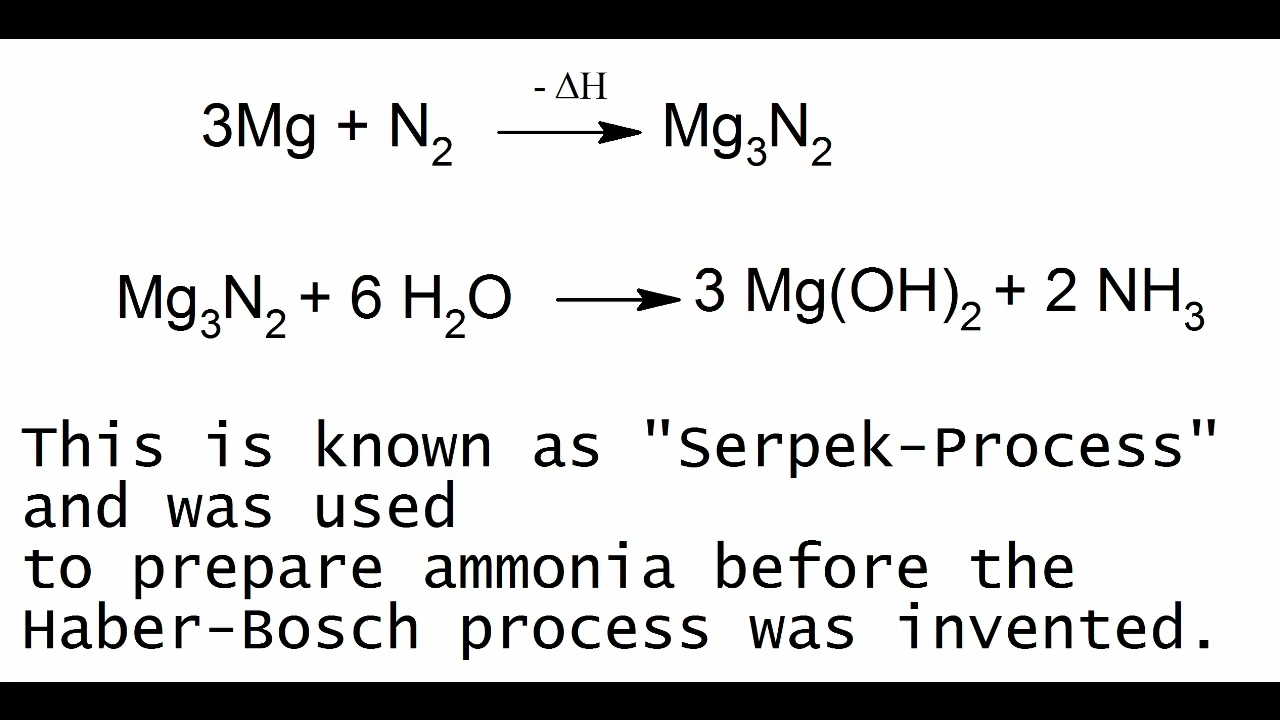 - ΔH
3Mg + N₂ → Mg₃N₂
Mg₃N₂ + 6 H₂O → 3 Mg(OH)₂ + 2 NH₃
This is known as "Serpek-Process"
and was used
to prepare ammonia before the
Haber-Bosch process was invented.